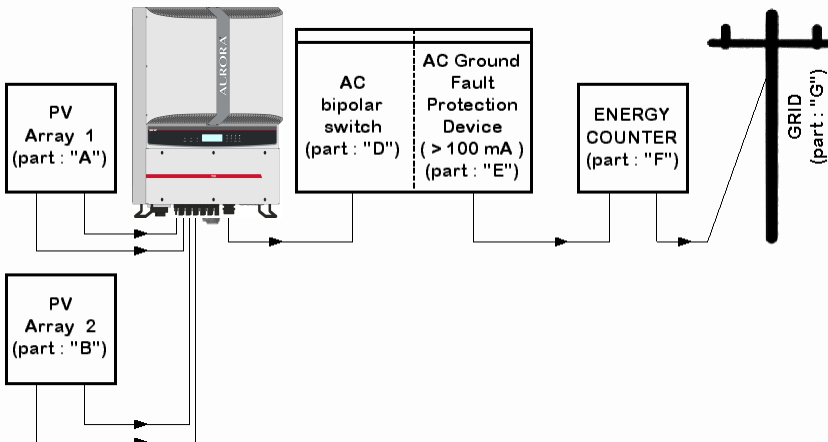 PV
Array 1
(part : "A")
AURORA
AC
bipolar
switch
(part : "D")
AC Ground
Fault
Protection
Device
( > 100 mA )
(part : "E")
ENERGY
COUNTER
(part : "F")
GRID
(part : "G")
PV
Array 2
(part : "B")